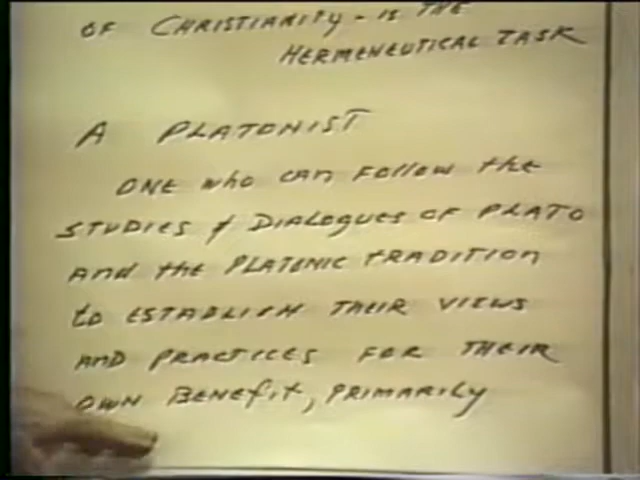 OF CHRISTIANITY - IS THE
HERMENEUTICAL TASK
A PLATONIST
ONE who can Follow the
STUDIES & DIALOGUES OF PLATO
and the PLATONIC TRADITION
to ESTABLISH THEIR VIEWS
AND PRACTICES FOR THEIR
OWN BENEfit, PRIMARILY